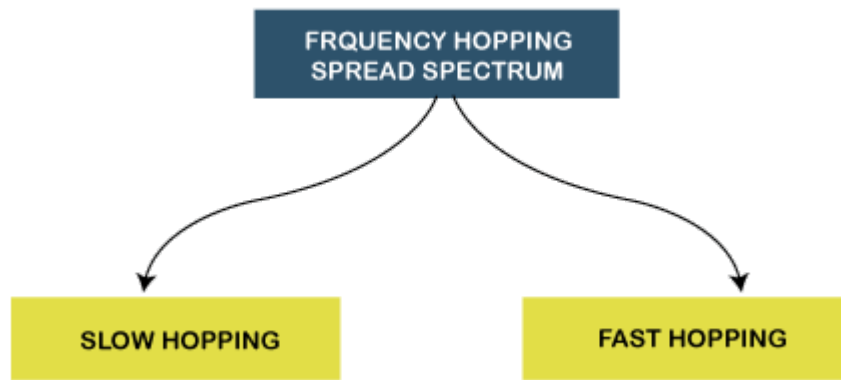 FRQUENCY HOPPING
SPREAD SPECTRUM
SLOW HOPPING
FAST HOPPING